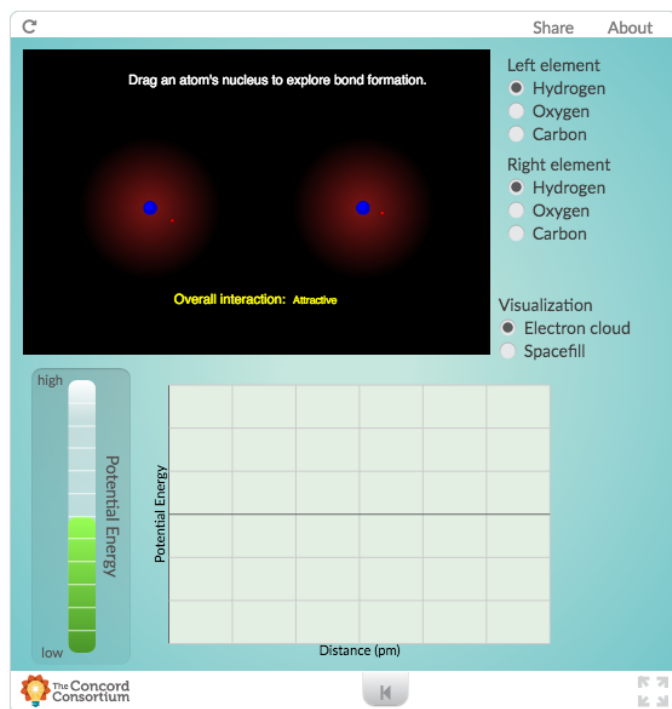 Share About
Drag an atom's nucleus to explore bond formation.
Left element
Hydrogen
Oxygen
Carbon
Right element
Hydrogen
Oxygen
Carbon
Overall interaction: Attractive
Visualization
Electron cloud
Spacefill
high
Potential Energy
low
Potential Energy
Distance (pm)
The Concord
Consortium